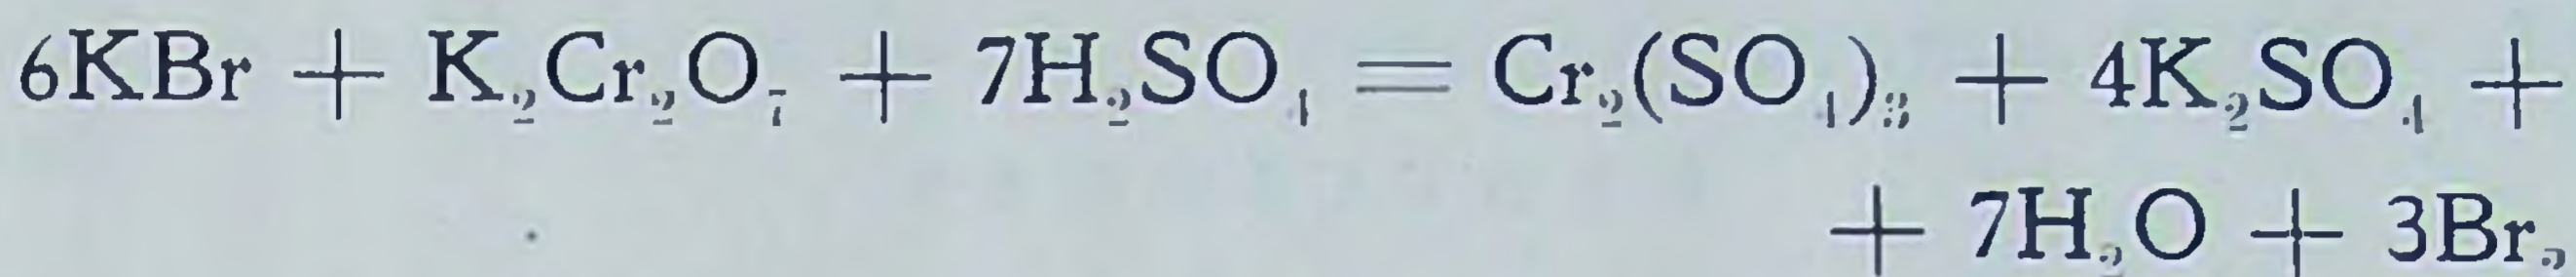 6KBr + K₂Cr₂O₇ + 7H₂SO₄ = Cr₂(SO₄)₃ + 4K₂SO₄ +
+ 7H₂O + 3Br₂